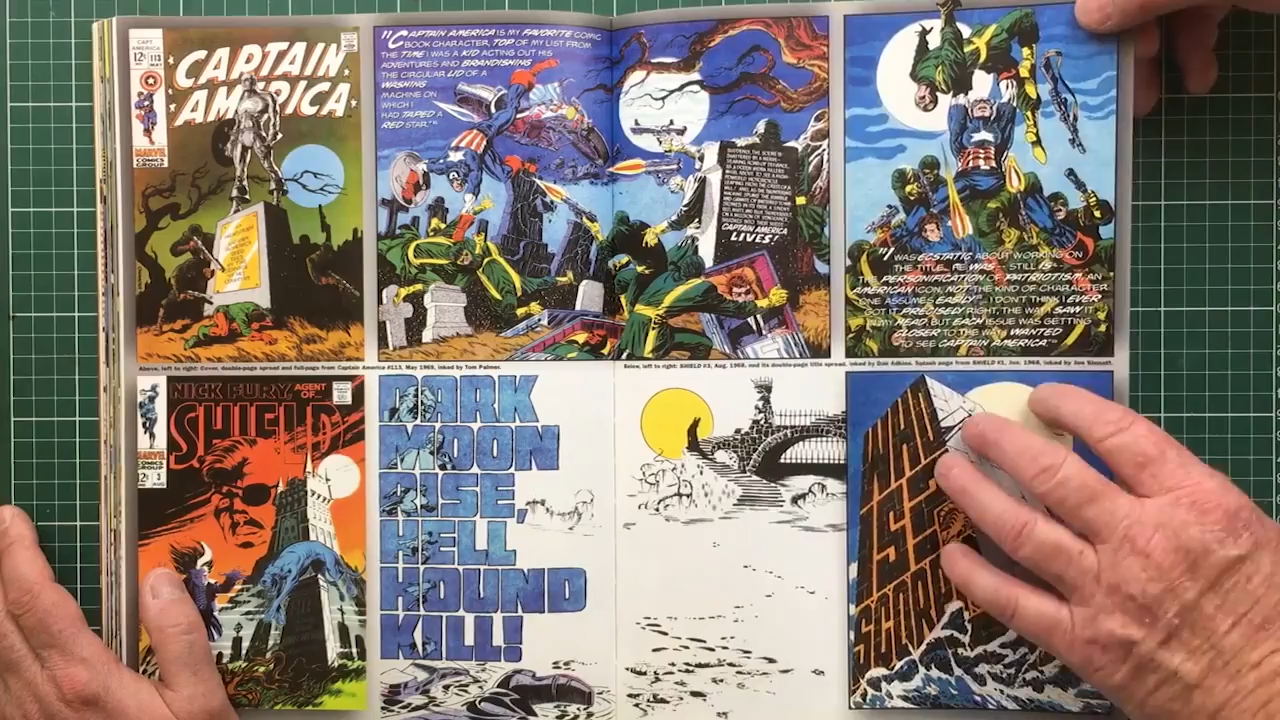 CAPT. AMERICA
12¢ 113 MAY
MARVEL COMICS GROUP
CAPTAIN
AMERICA
"CAPTAIN AMERICA IS MY FAVORITE COMIC
BOOK CHARACTER, TOP OF MY LIST FROM
THE TIME I WAS A KID ACTING OUT HIS
ADVENTURES AND BRANDISHING
THE CIRCULAR LID OF A
WASHING
MACHINE ON
WHICH I
HAD TAPED A
RED STAR."
CAPTAIN AMERICA
LIVES!
"I WAS ECSTATIC ABOUT WORKING ON
THE TITLE... HE WAS - STILL IS -
THE PERSONIFICATION OF PATRIOTISM, AN
AMERICAN ICON, NOT THE KIND OF CHARACTER
ONE ASSUMES EASILY... I DON'T THINK I EVER
GOT IT PRECISELY RIGHT, THE WAY I SAW IT
IN MY HEAD, BUT EACH ISSUE WAS GETTING
CLOSER TO THE WAY I WANTED
TO SEE CAPTAIN AMERICA."
Above, left to right: Cover, double-page spread and full-page from Captain America #113, May 1969, inked by Tom Palmer.
Below, left to right: SHIELD #3, Aug. 1968, and its double-page title spread, inked by Dan Adkins. Splash page from SHIELD #1, Jun. 1968, inked by Joe Sinnott.
NICK FURY, AGENT OF...
SHIELD
MARVEL COMICS GROUP
12¢ 3 AUG
DARK
MOON
RISE,
HELL
HOUND
KILL!